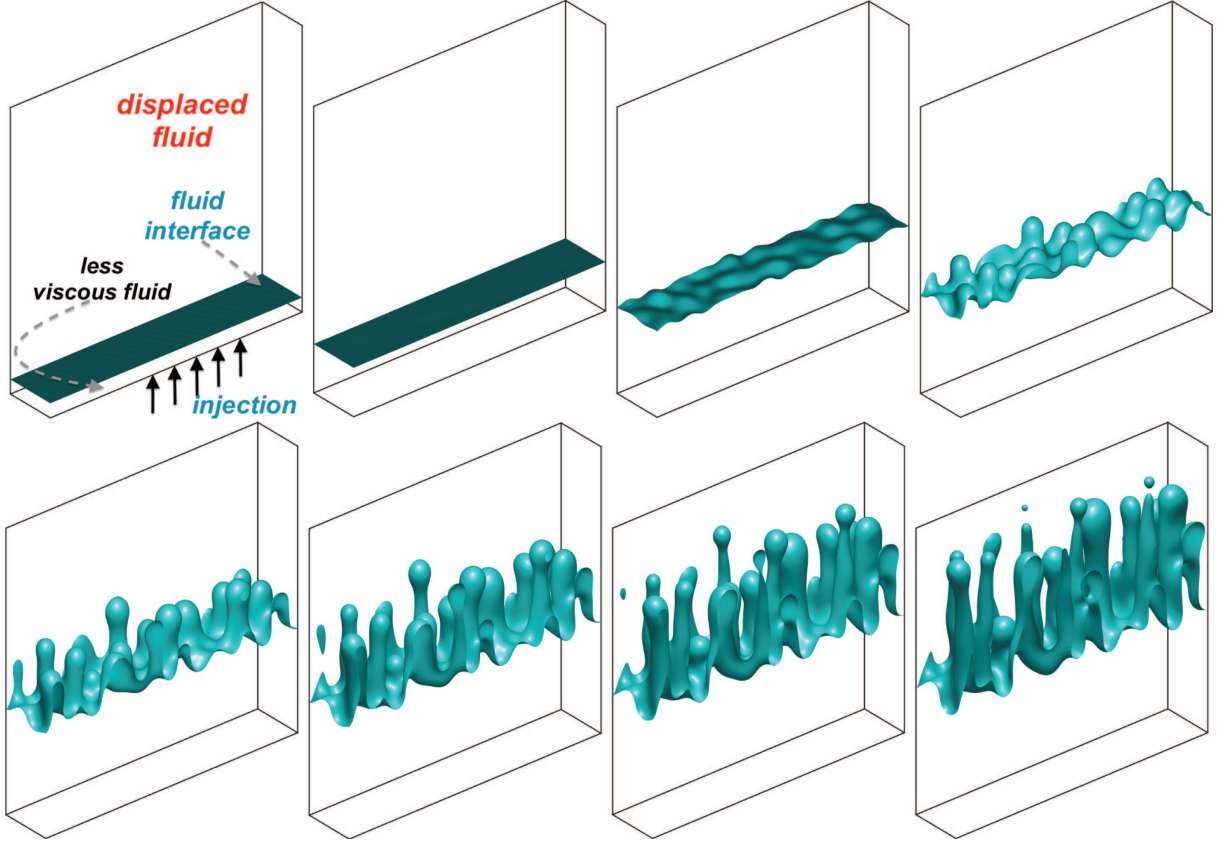 displaced
fluid
fluid
interface
less
viscous fluid
injection